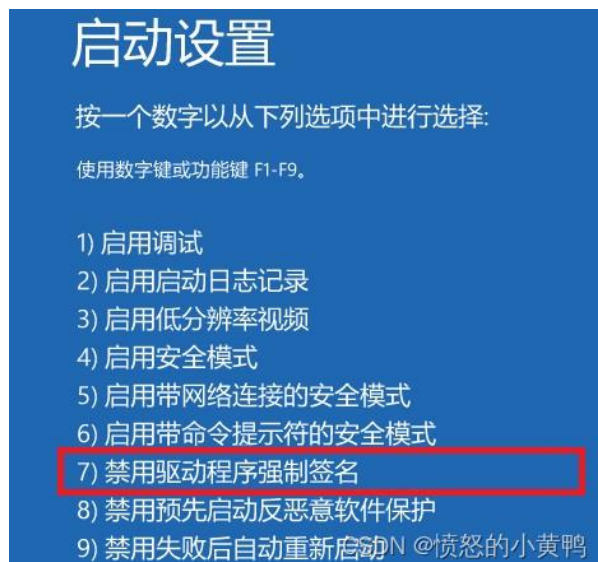 启动设置
按一个数字以从下列选项中进行选择:
使用数字键或功能键 F1-F9。
1) 启用调试
2) 启用启动日志记录
3) 启用低分辨率视频
4) 启用安全模式
5) 启用带网络连接的安全模式
6) 启用带命令提示符的安全模式
7) 禁用驱动程序强制签名
8) 禁用预先启动反恶意软件保护
9) 禁用失败后自动重新启动
CSDN @愤怒的小黄鸭